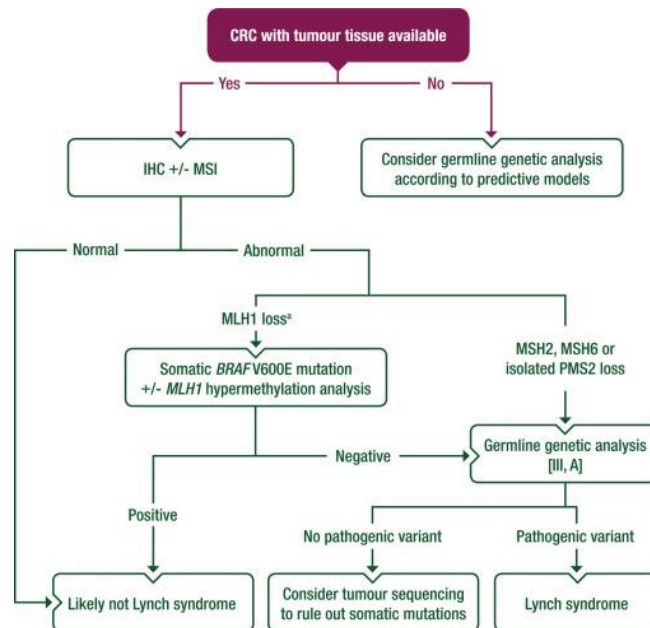 CRC with tumour tissue available
Yes
No
IHC +/- MSI
Consider germline genetic analysis
according to predictive models
Normal
Abnormal
MLH1 lossᵃ
MSH2, MSH6 or
isolated PMS2 loss
Somatic BRAF V600E mutation
+/- MLH1 hypermethylation analysis
Germline genetic analysis
[III, A]
Negative
Positive
No pathogenic variant
Pathogenic variant
Likely not Lynch syndrome
Consider tumour sequencing
to rule out somatic mutations
Lynch syndrome